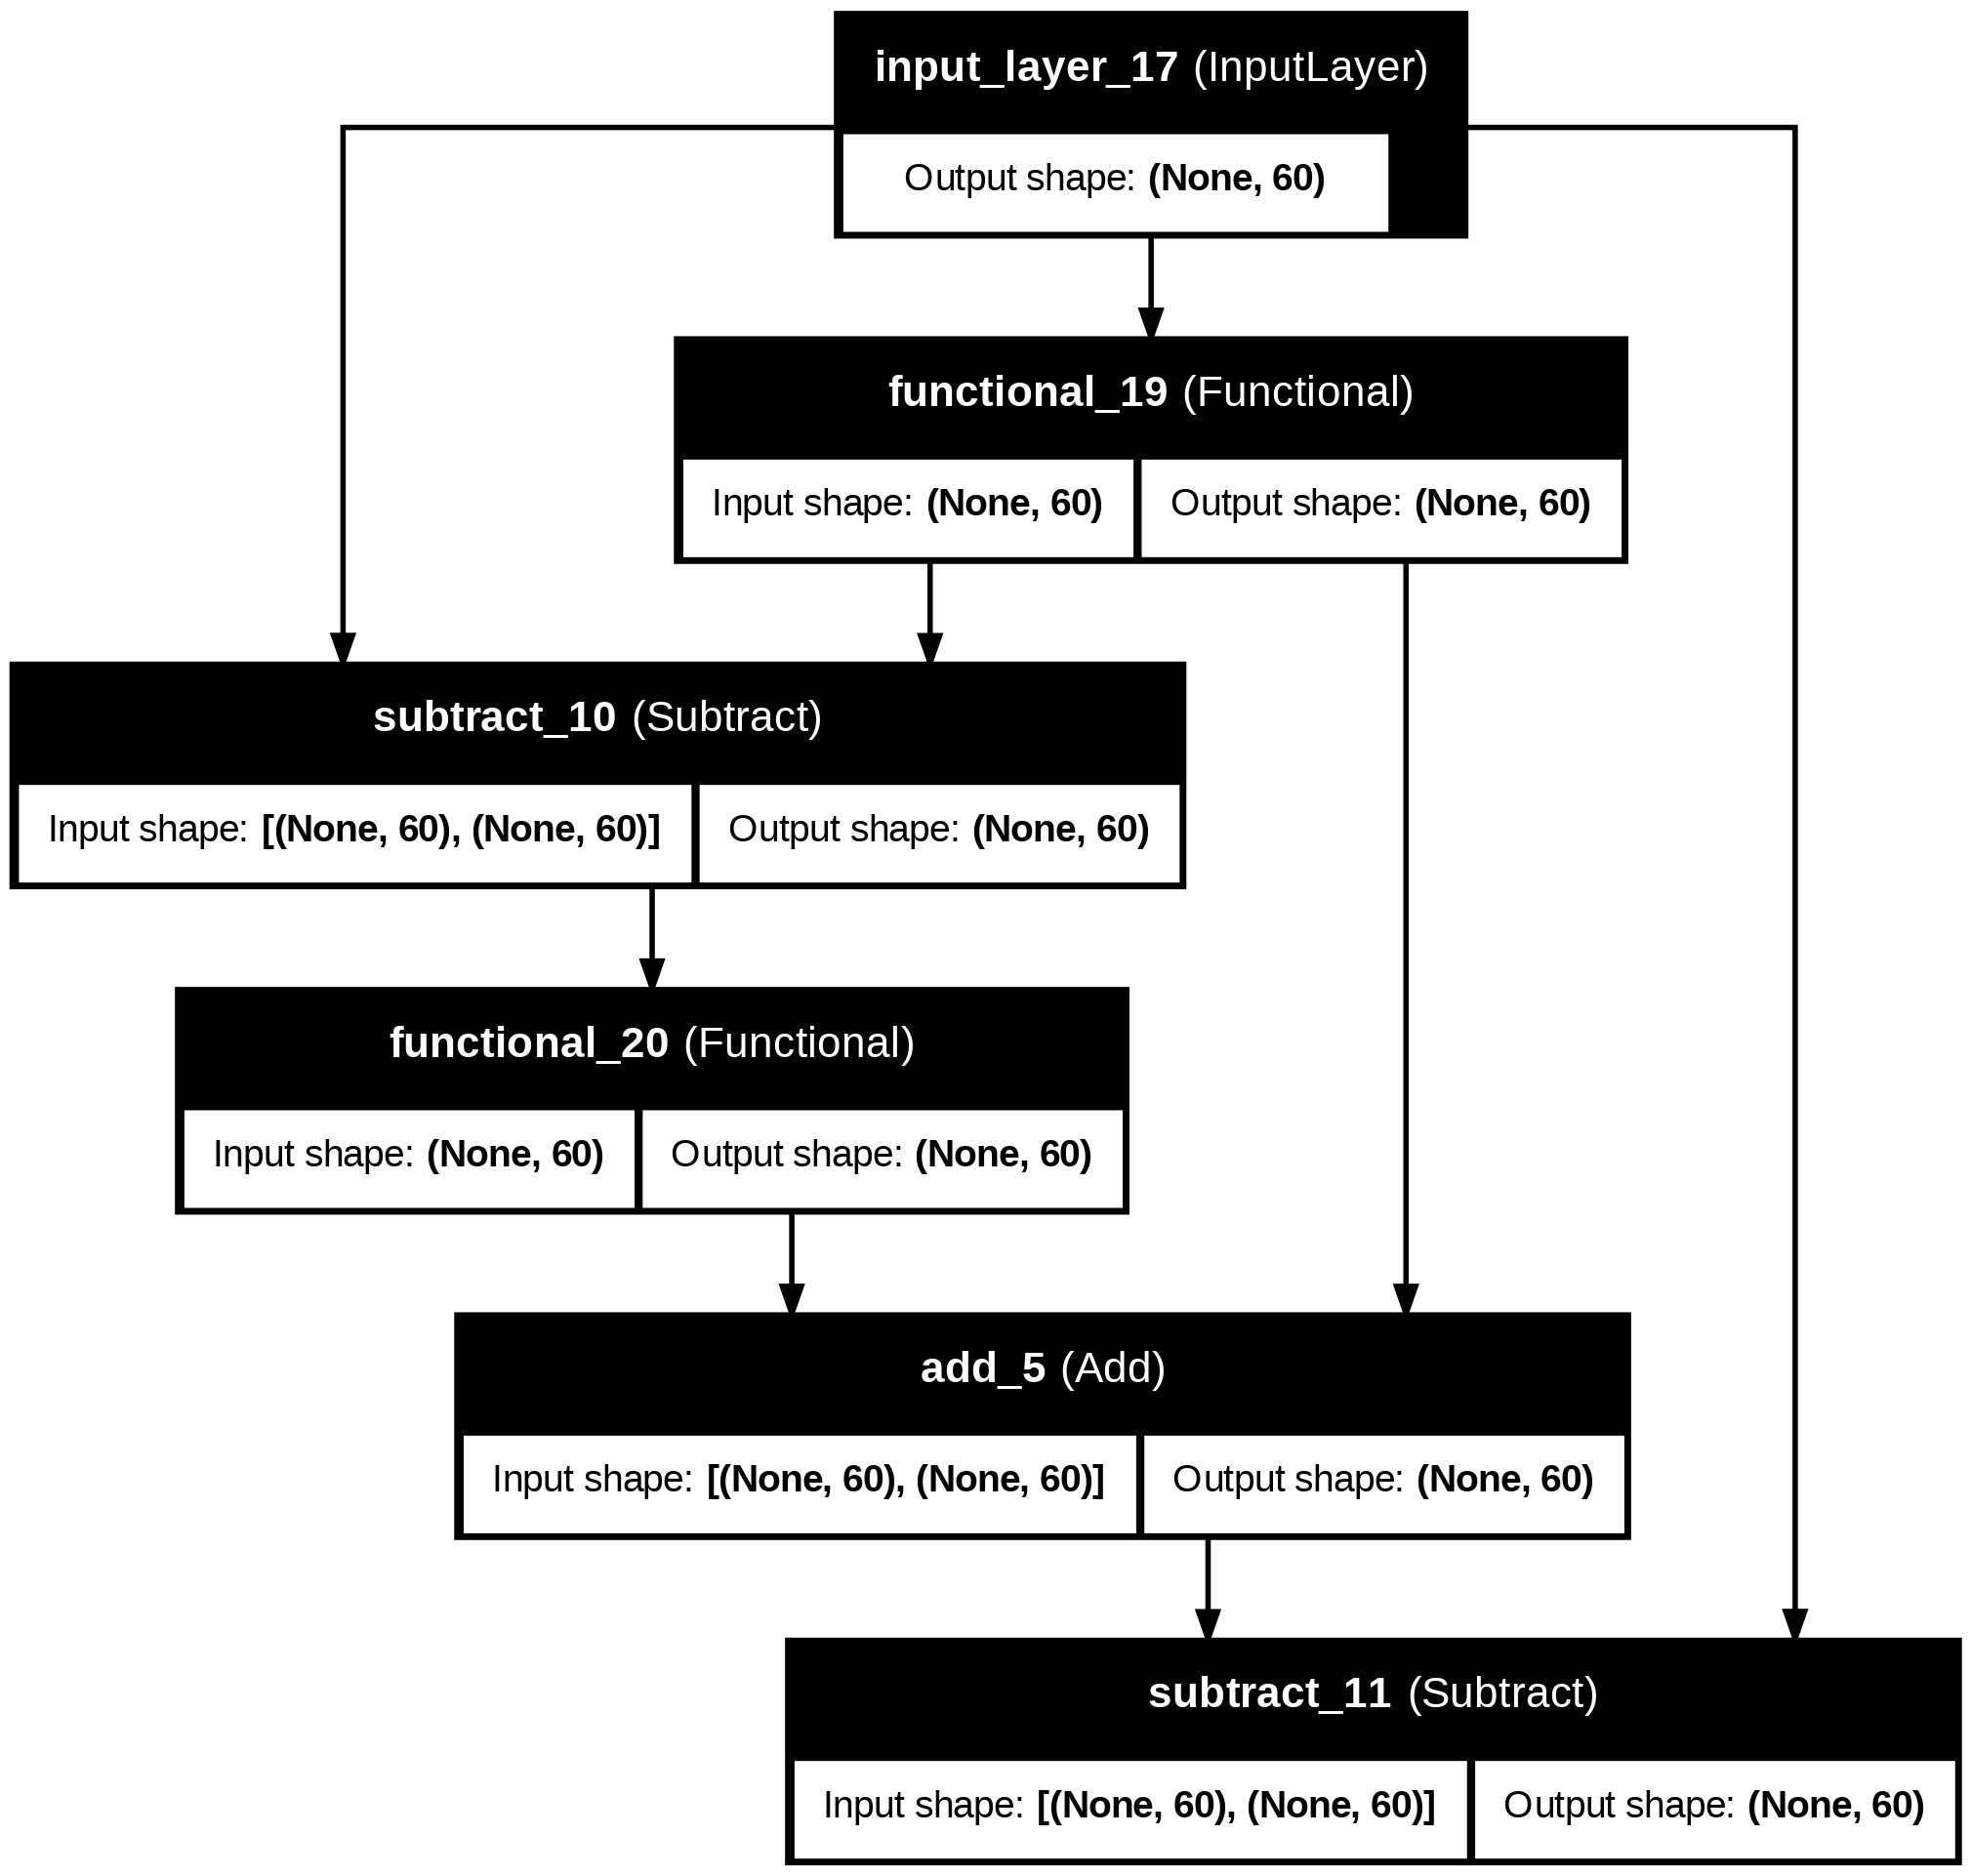 input_layer_17 (InputLayer)
Output shape: (None, 60)
functional_19 (Functional)
Input shape: (None, 60) Output shape: (None, 60)
subtract_10 (Subtract)
Input shape: [(None, 60), (None, 60)] Output shape: (None, 60)
functional_20 (Functional)
Input shape: (None, 60) Output shape: (None, 60)
add_5 (Add)
Input shape: [(None, 60), (None, 60)] Output shape: (None, 60)
subtract_11 (Subtract)
Input shape: [(None, 60), (None, 60)] Output shape: (None, 60)